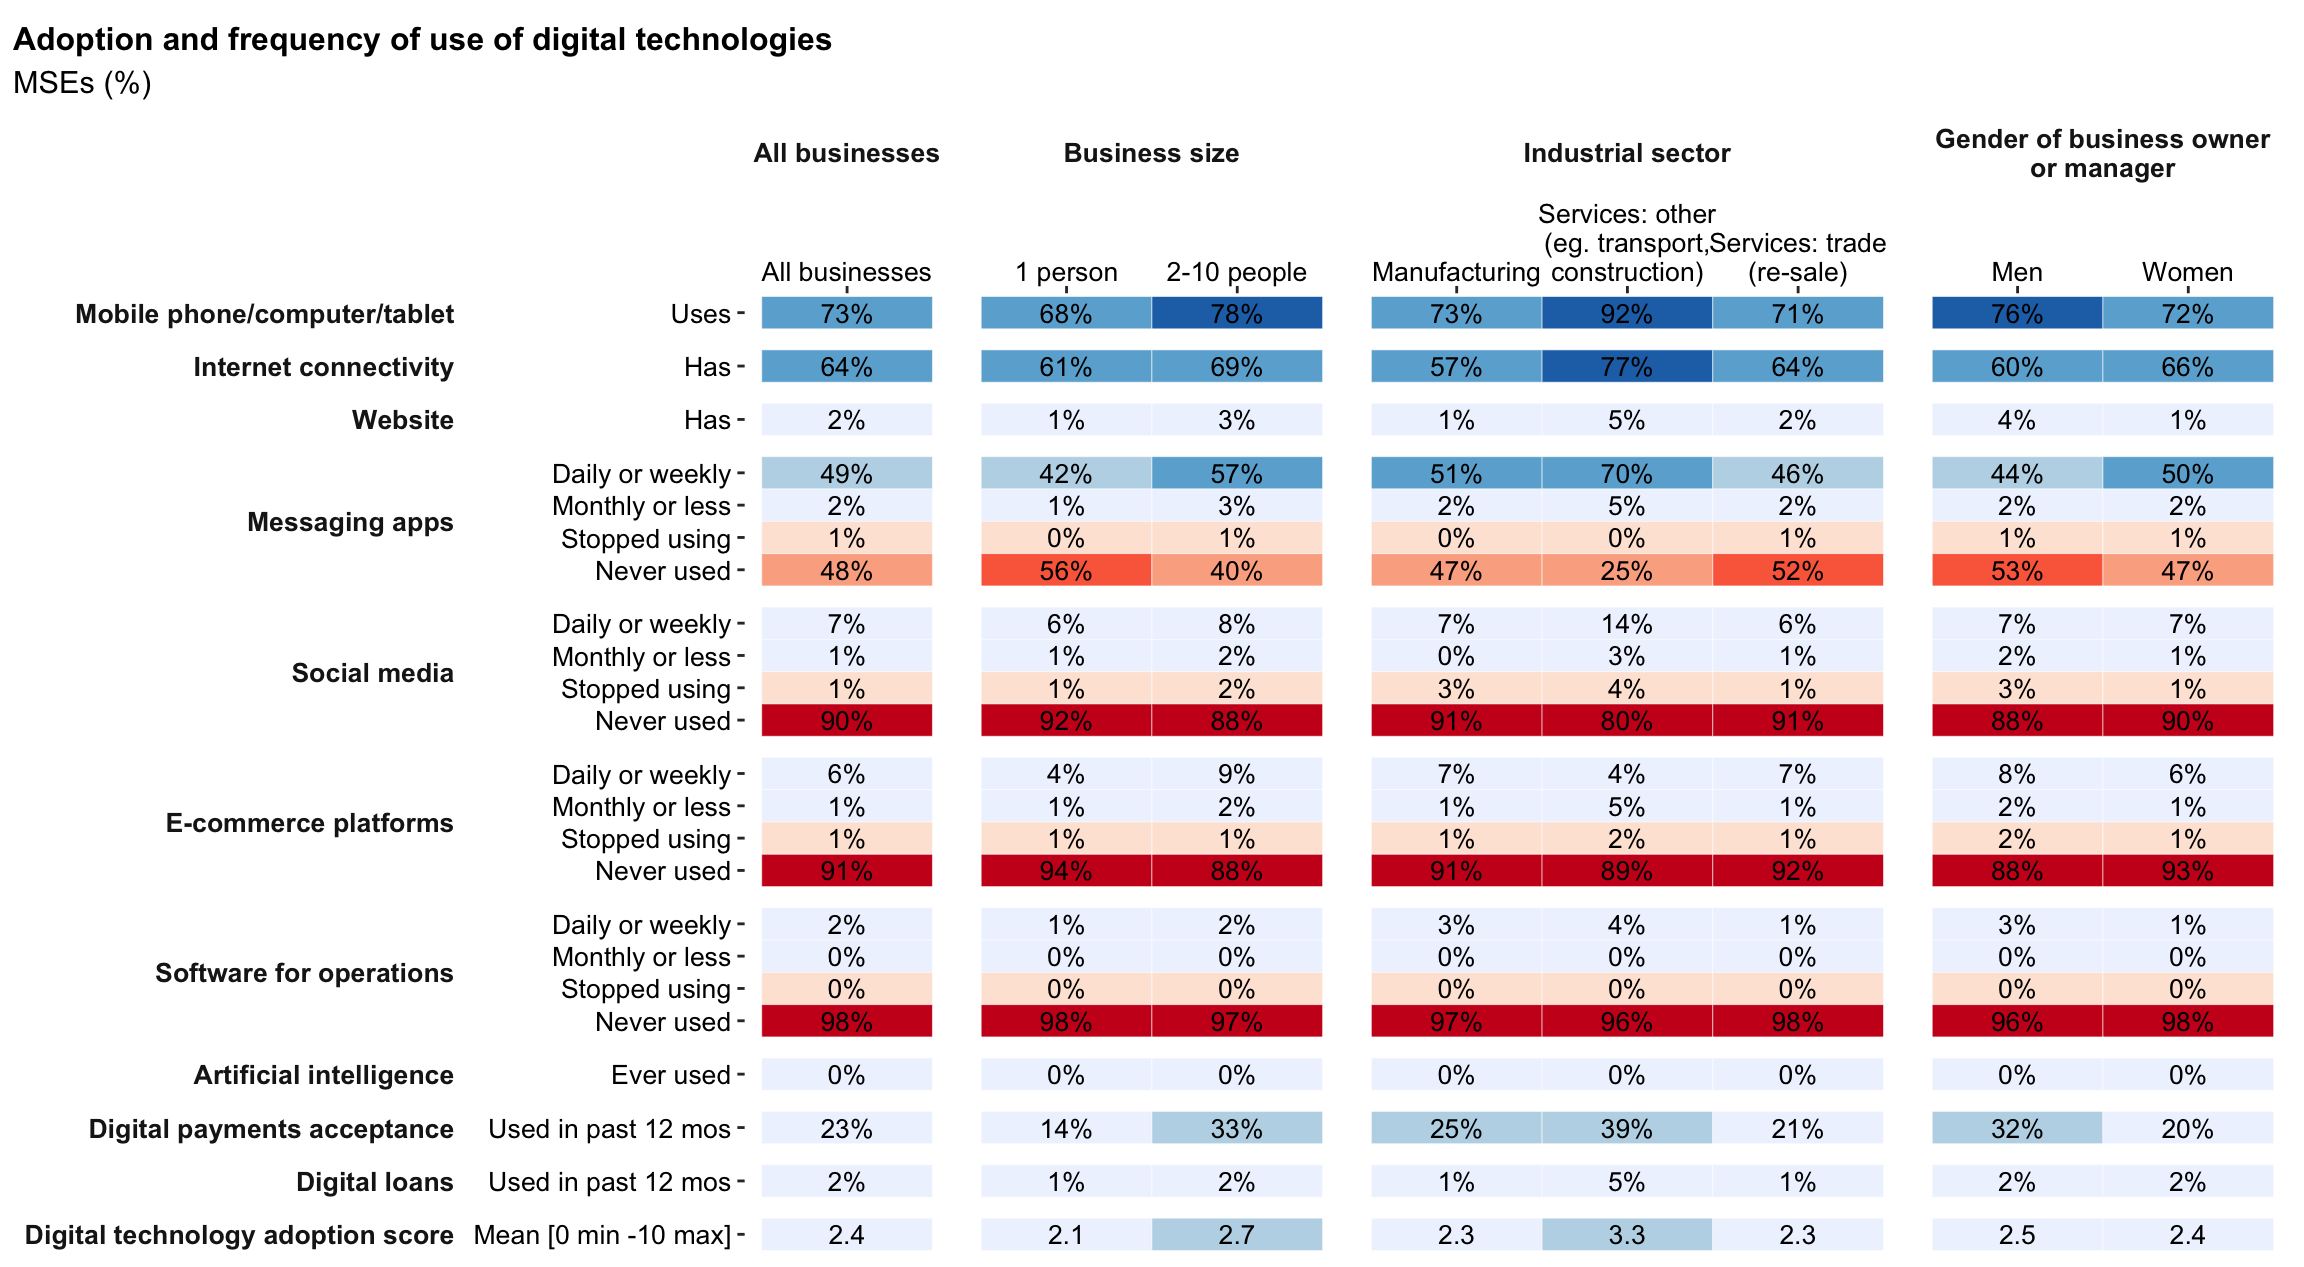 Adoption and frequency of use of digital technologies
MSEs (%)
All businesses Business size Industrial sector Gender of business owner
or manager
Services: other
(eg. transport, Services: trade
All businesses 1 person 2-10 people Manufacturing construction) (re-sale) Men Women
Mobile phone/computer/tablet Uses 73% 68% 78% 73% 92% 71% 76% 72%
Internet connectivity Has 64% 61% 69% 57% 77% 64% 60% 66%
Website Has 2% 1% 3% 1% 5% 2% 4% 1%
Messaging apps
Daily or weekly 49% 42% 57% 51% 70% 46% 44% 50%
Monthly or less 2% 1% 3% 2% 5% 2% 2% 2%
Stopped using 1% 0% 1% 0% 0% 1% 1% 1%
Never used 48% 56% 40% 47% 25% 52% 53% 47%
Social media
Daily or weekly 7% 6% 8% 7% 14% 6% 7% 7%
Monthly or less 1% 1% 2% 0% 3% 1% 2% 1%
Stopped using 1% 1% 2% 3% 4% 1% 3% 1%
Never used 90% 92% 88% 91% 80% 91% 88% 90%
E-commerce platforms
Daily or weekly 6% 4% 9% 7% 4% 7% 8% 6%
Monthly or less 1% 1% 2% 1% 5% 1% 2% 1%
Stopped using 1% 1% 1% 1% 2% 1% 2% 1%
Never used 91% 94% 88% 91% 89% 92% 88% 93%
Software for operations
Daily or weekly 2% 1% 2% 3% 4% 1% 3% 1%
Monthly or less 0% 0% 0% 0% 0% 0% 0% 0%
Stopped using 0% 0% 0% 0% 0% 0% 0% 0%
Never used 98% 98% 97% 97% 96% 98% 96% 98%
Artificial intelligence Ever used 0% 0% 0% 0% 0% 0% 0% 0%
Digital payments acceptance Used in past 12 mos 23% 14% 33% 25% 39% 21% 32% 20%
Digital loans Used in past 12 mos 2% 1% 2% 1% 5% 1% 2% 2%
Digital technology adoption score Mean [0 min -10 max] 2.4 2.1 2.7 2.3 3.3 2.3 2.5 2.4